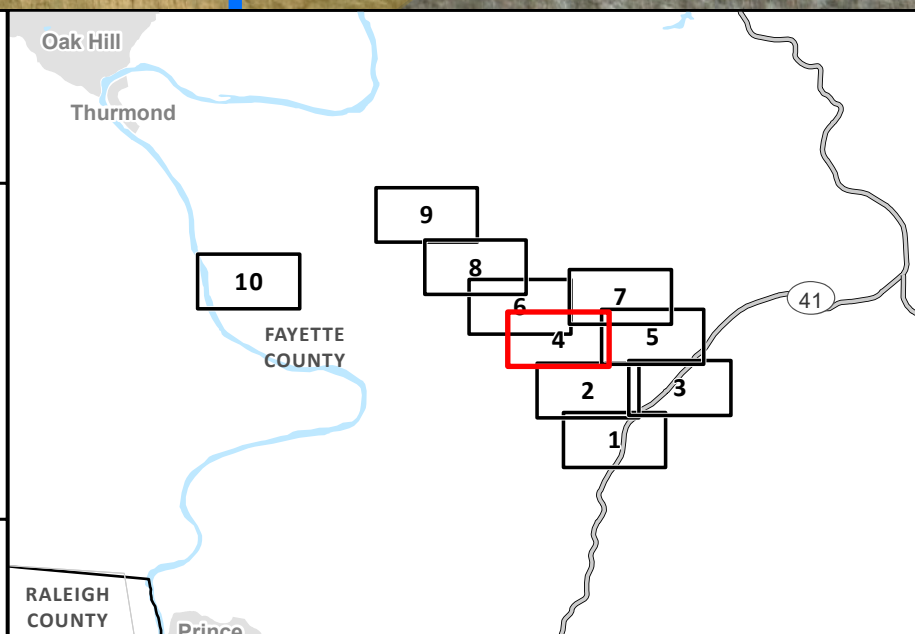 Oak Hill
Thurmond
9
8
10
7
6
41
FAYETTE
COUNTY
4
5
2
3
1
RALEIGH
COUNTY
Prince